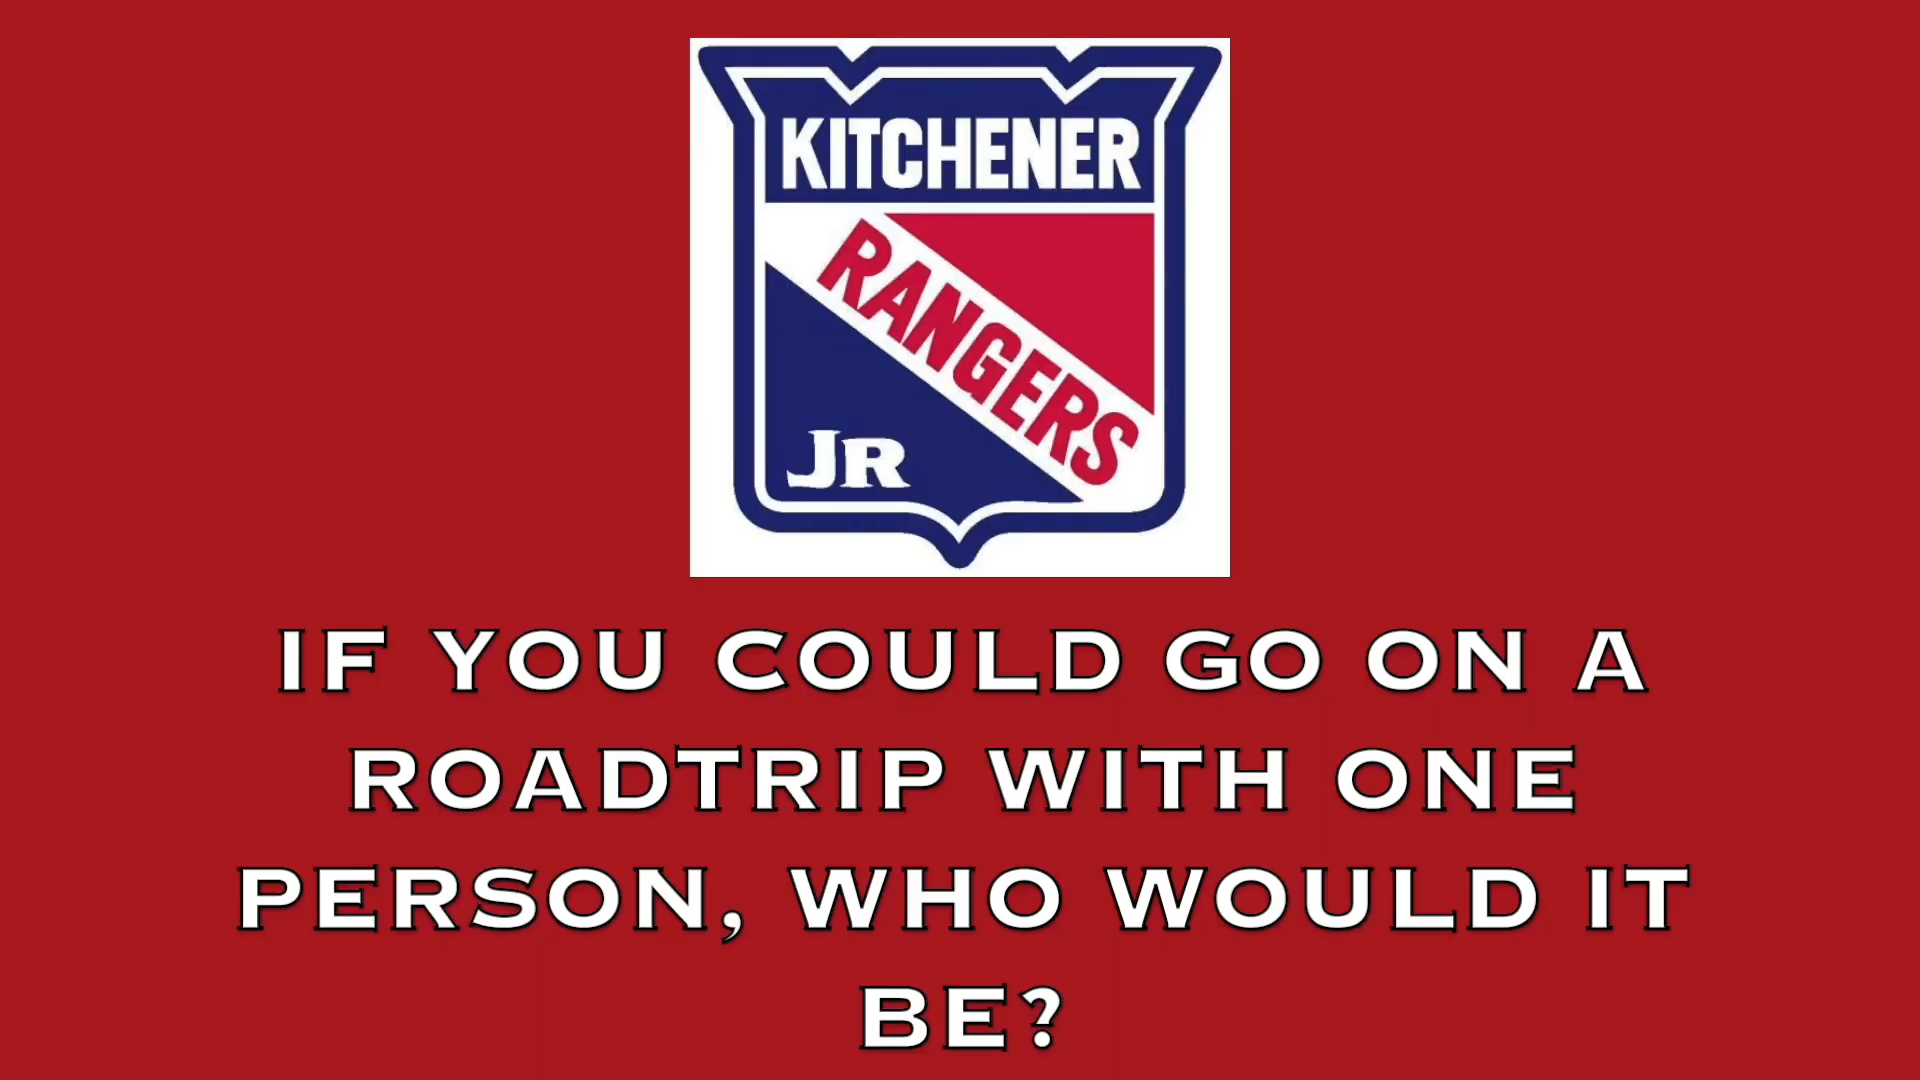 KITCHENER
RANGERS
JR
IF YOU COULD GO ON A
ROADTRIP WITH ONE
PERSON, WHO WOULD IT
BE?